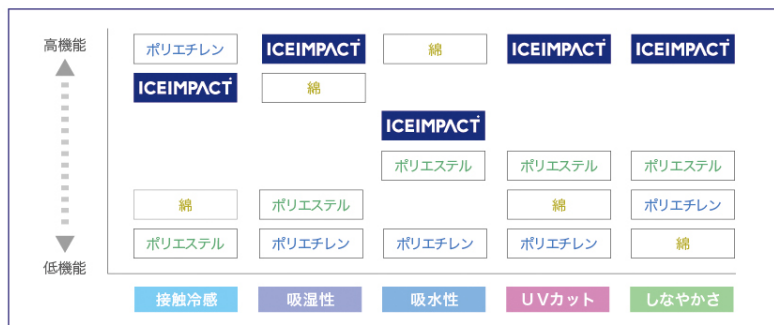 高機能
ポリエチレン ICEIMPACT 綿 ICEIMPACT ICEIMPACT
ICEIMPACT 綿
ICEIMPACT
ポリエステル ポリエステル ポリエステル
綿 ポリエステル 綿 ポリエチレン
ポリエステル ポリエチレン ポリエチレン ポリエチレン 綿
低機能
接触冷感 吸湿性 吸水性 UVカット しなやかさ